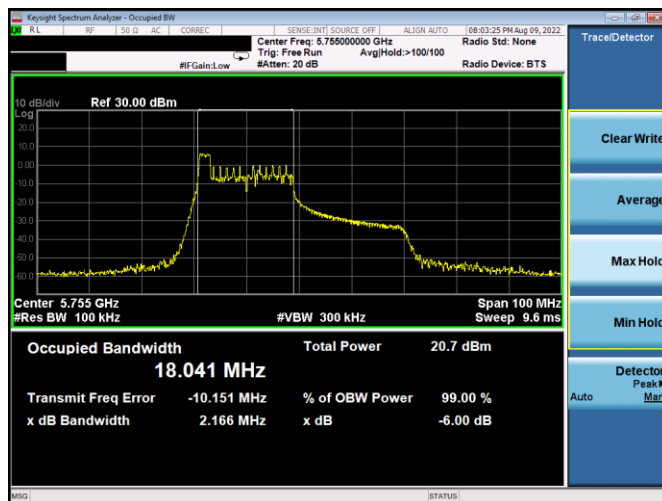 Keysight Spectrum Analyzer - Occupied BW
RL RF 50 Ω AC CORREC SENSE:INT SOURCE OFF ALIGN AUTO 08:03:25 PM Aug 09, 2022
Center Freq: 5.755000000 GHz Radio Std: None
Trig: Free Run Avg|Hold:>100/100
#IFGain:Low #Atten: 20 dB Radio Device: BTS
10 dB/div Ref 30.00 dBm
Log
20.0
10.0
0.00
-10.0
-20.0
-30.0
-40.0
-50.0
-60.0
Center 5.755 GHz Span 100 MHz
#Res BW 100 kHz #VBW 300 kHz Sweep 9.6 ms
Occupied Bandwidth Total Power 20.7 dBm
18.041 MHz
Transmit Freq Error -10.151 MHz % of OBW Power 99.00 %
x dB Bandwidth 2.166 MHz x dB -6.00 dB
MSG STATUS
Trace/Detector
Clear Write
Average
Max Hold
Min Hold
Detector
Peak
Auto Man